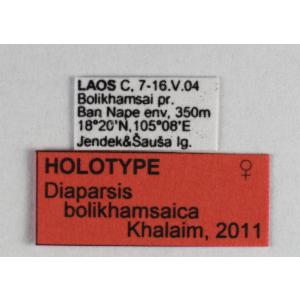 LAOS C, 7-16.V.04
Bolikhamsai pr.
Ban Nape env, 350m
18°20'N,105°08'E
Jendek&Šauša lg.
HOLOTYPE ♀
Diaparsis
bolikhamsaica
Khalaim, 2011